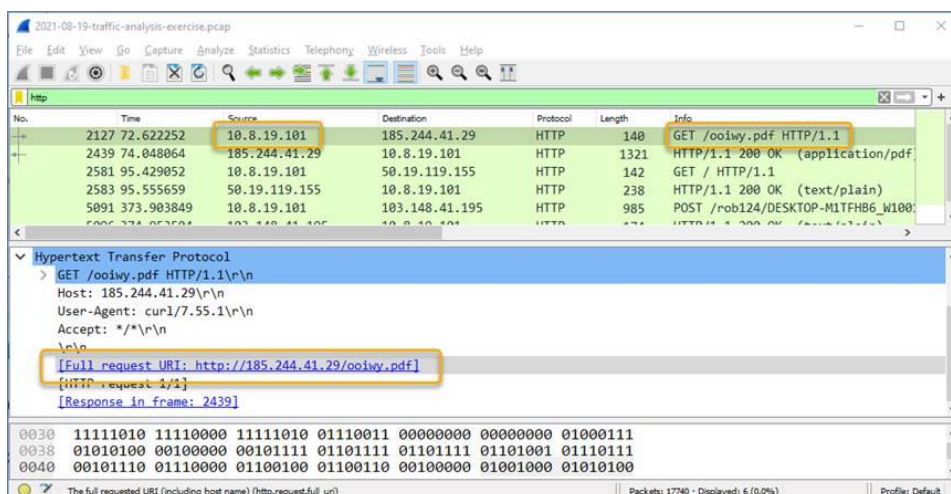 2021-08-19-traffic-analysis-exercise.pcap
File Edit View Go Capture Analyze Statistics Telephony Wireless Tools Help
http
No. Time Source Destination Protocol Length Info
2127 72.622252 10.8.19.101 185.244.41.29 HTTP 140 GET /ooiwy.pdf HTTP/1.1
2439 74.048064 185.244.41.29 10.8.19.101 HTTP 1321 HTTP/1.1 200 OK (application/pdf)
2581 95.429052 10.8.19.101 50.19.119.155 HTTP 142 GET / HTTP/1.1
2583 95.555659 50.19.119.155 10.8.19.101 HTTP 238 HTTP/1.1 200 OK (text/plain)
5091 373.903849 10.8.19.101 103.148.41.195 HTTP 985 POST /rob124/DESKTOP-M1TFHB6_W1001
Hypertext Transfer Protocol
GET /ooiwy.pdf HTTP/1.1\r\n
Host: 185.244.41.29\r\n
User-Agent: curl/7.55.1\r\n
Accept: */*\r\n
\r\n
[Full request URI: http://185.244.41.29/ooiwy.pdf]
[HTTP request 1/1]
[Response in frame: 2439]
0030 11111010 11110000 11111010 01110011 00000000 00000000 01000111
0038 01010100 00100000 00101111 01101111 01101111 01101001 01110111
0040 00101110 01110000 01100100 01100110 00100000 01001000 01010100
The full requested URI (including host name) (http.request.full_uri)
Packets: 17740 · Displayed: 6 (0.0%)
Profile: Default